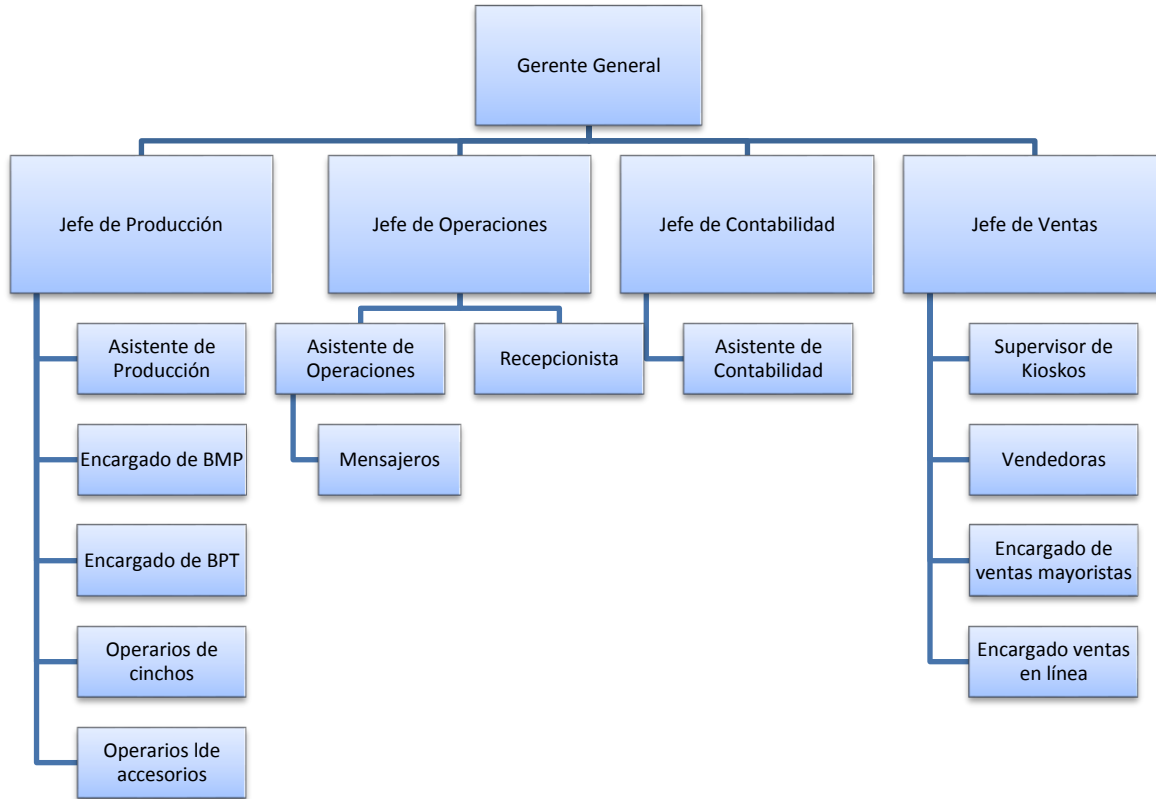 Gerente General
Jefe de Producción
Jefe de Operaciones
Jefe de Contabilidad
Jefe de Ventas
Asistente de
Producción
Encargado de BMP
Encargado de BPT
Operarios de
cinchos
Operarios lde
accesorios
Asistente de
Operaciones
Mensajeros
Recepcionista
Asistente de
Contabilidad
Supervisor de
Kioskos
Vendedoras
Encargado de
ventas mayoristas
Encargado ventas
en línea